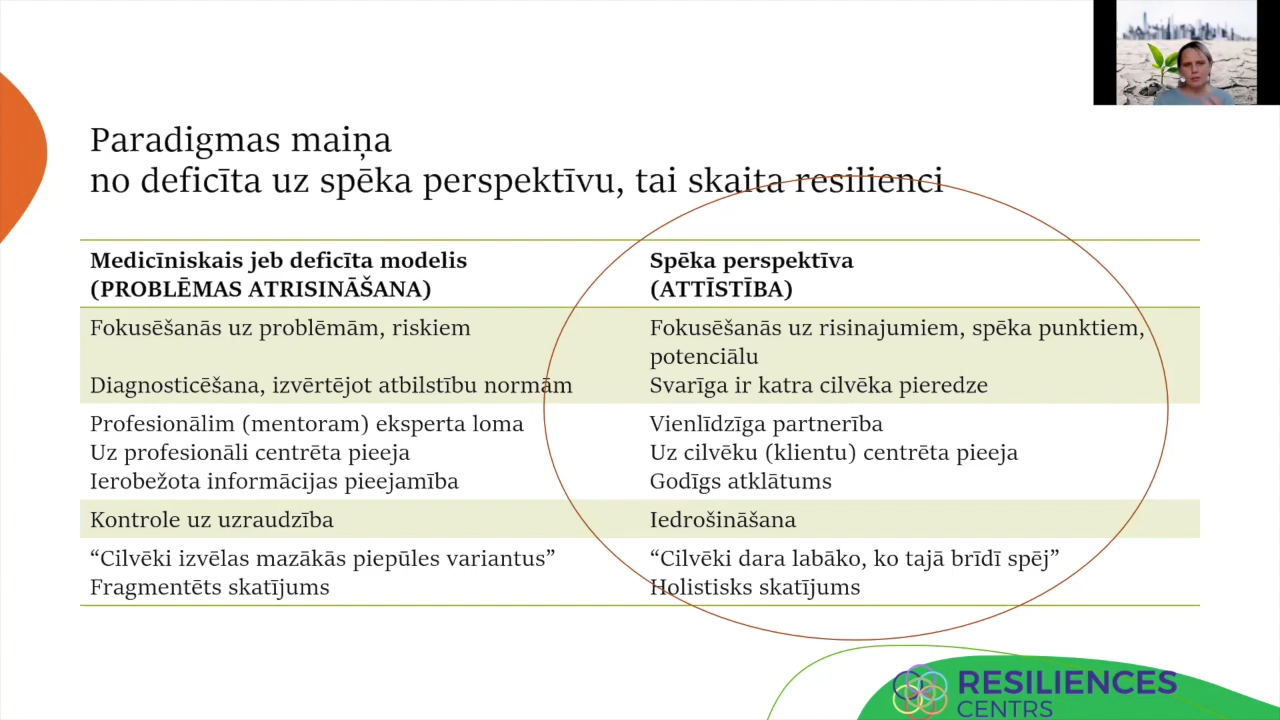 Paradigmas maiņa
no deficīta uz spēka perspektīvu, tai skaita resilienci
Medicīniskais jeb deficīta modelis
(PROBLĒMAS ATRISINĀŠANA)
Spēka perspektīva
(ATTĪSTĪBA)
Fokusēšanās uz problēmām, riskiem
Diagnosticēšana, izvērtējot atbilstību normām
Fokusēšanās uz risinajumiem, spēka punktiem,
potenciālu
Svarīga ir katra cilvēka pieredze
Profesionālim (mentoram) eksperta loma
Uz profesionāli centrēta pieeja
Ierobežota informācijas pieejamība
Vienlīdzīga partnerība
Uz cilvēku (klientu) centrēta pieeja
Godīgs atklātums
Kontrole uz uzraudzība
Iedrošināšana
“Cilvēki izvēlas mazākās piepūles variantus”
Fragmentēts skatījums
“Cilvēki dara labāko, ko tajā brīdī spēj”
Holistisks skatījums
RESILIENCES
CENTRS